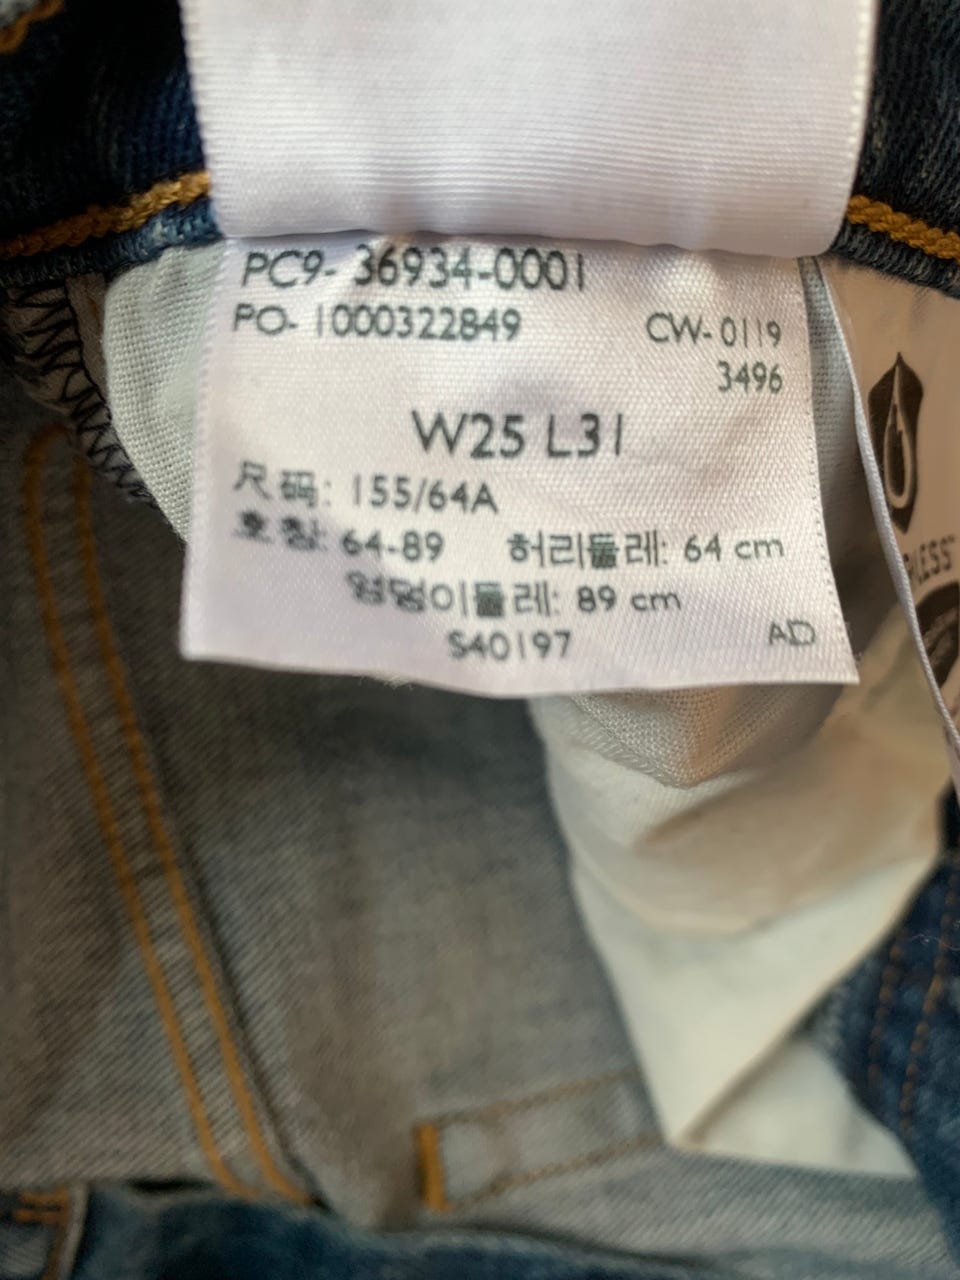 PC9- 36934-0001
PO- 1000322849 CW- 0119
3496
W25 L31
尺码: 155/64A
호칭: 64-89 허리둘레: 64 cm
엉덩이둘레: 89 cm
S40197 AD